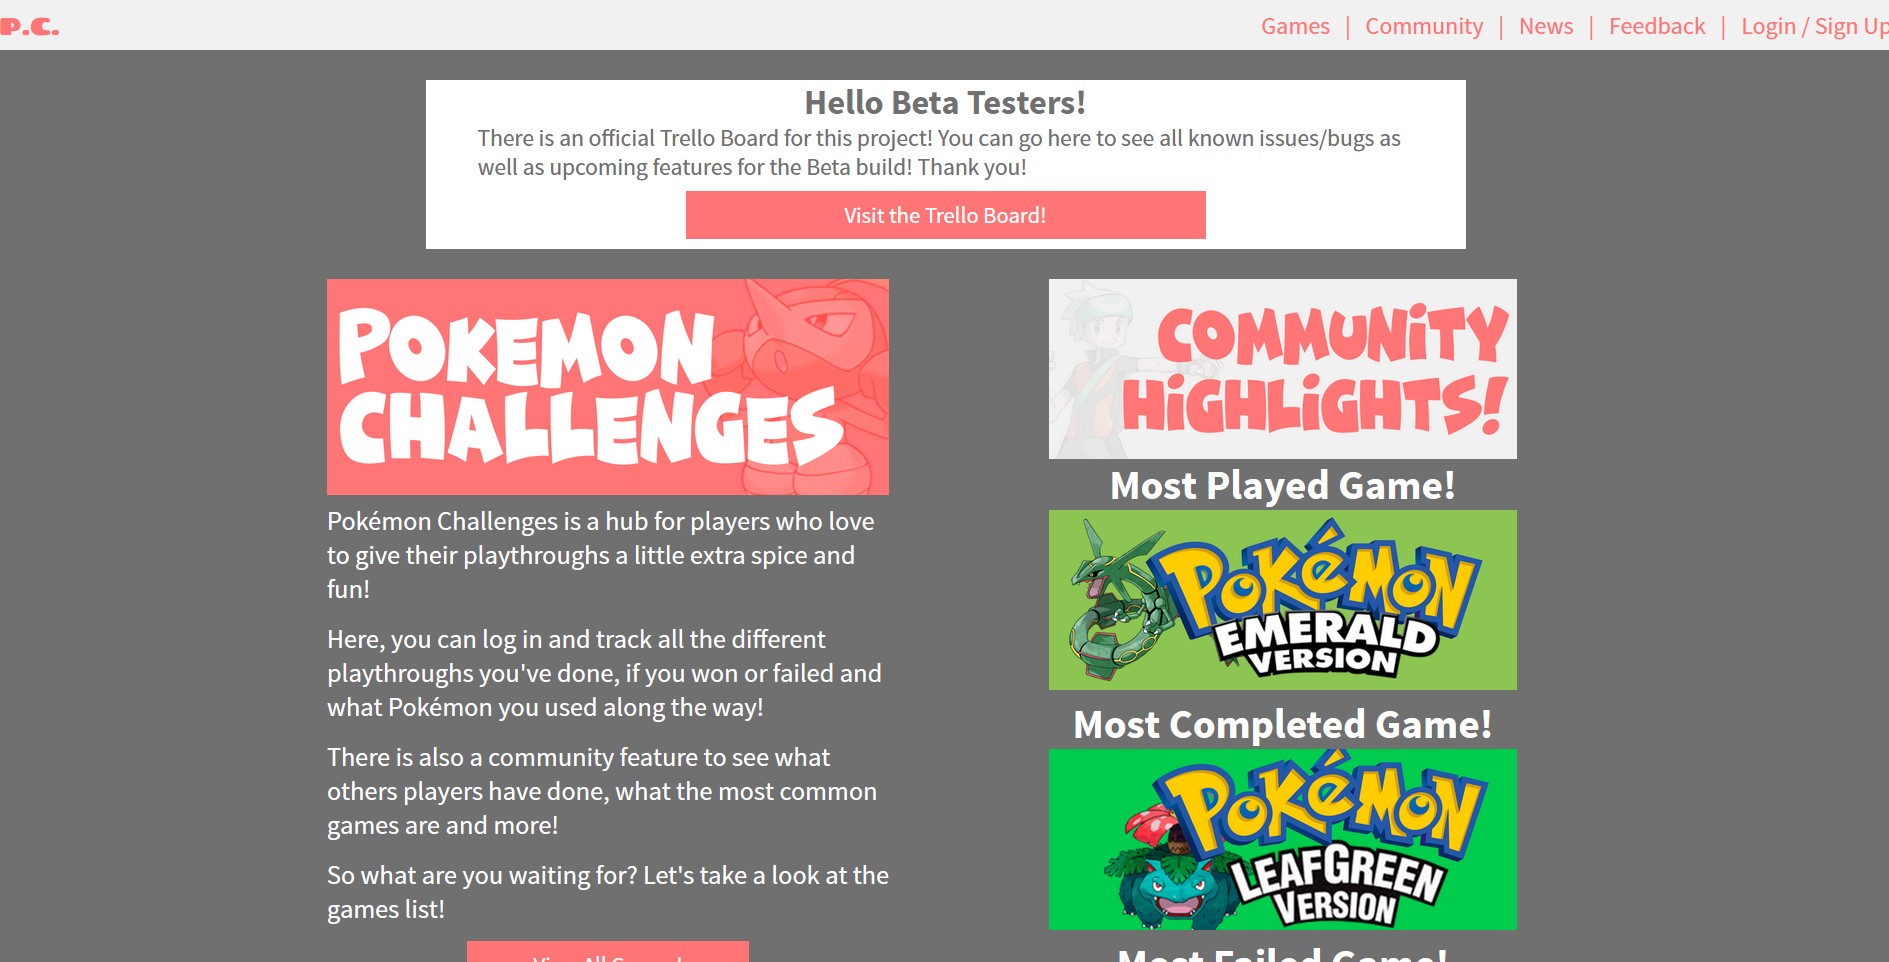 P.C.
Games | Community | News | Feedback | Login / Sign Up
Hello Beta Testers!
There is an official Trello Board for this project! You can go here to see all known issues/bugs as
well as upcoming features for the Beta build! Thank you!
Visit the Trello Board!
POKEMON
CHALLENGES
Pokémon Challenges is a hub for players who love
to give their playthroughs a little extra spice and
fun!
Here, you can log in and track all the different
playthroughs you've done, if you won or failed and
what Pokémon you used along the way!
There is also a community feature to see what
others players have done, what the most common
games are and more!
So what are you waiting for? Let's take a look at the
games list!
COMMUNiTY
HiGHLiGHTS!
Most Played Game!
POKéMON
EMERALD
VERSION
Most Completed Game!
POKéMON
LEAFGREEN
VERSION
Most Failed Game!